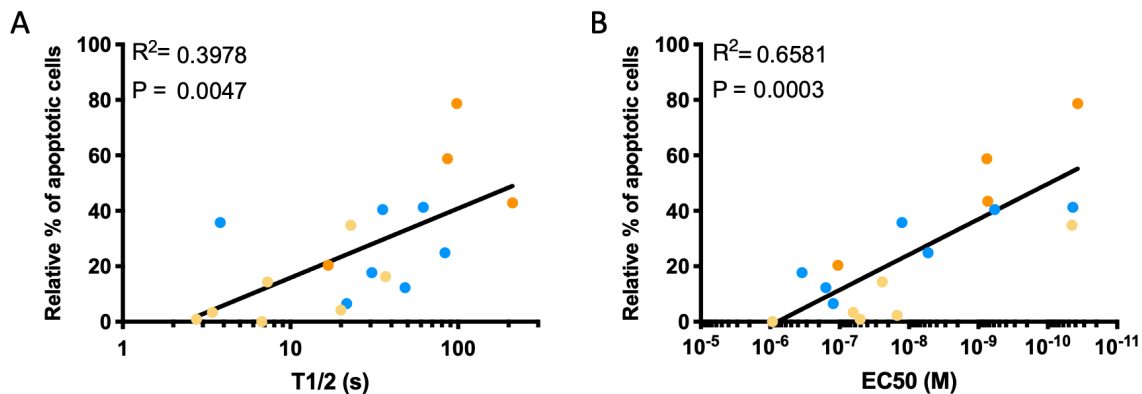 A
Relative % of apoptotic cells
100
80
60
40
20
0
R²= 0.3978
P = 0.0047
1
10
100
T1/2 (s)
B
Relative % of apoptotic cells
100
80
60
40
20
0
R²= 0.6581
P = 0.0003
10⁻⁵
10⁻⁶
10⁻⁷
10⁻⁸
10⁻⁹
10⁻¹⁰
10⁻¹¹
EC50 (M)